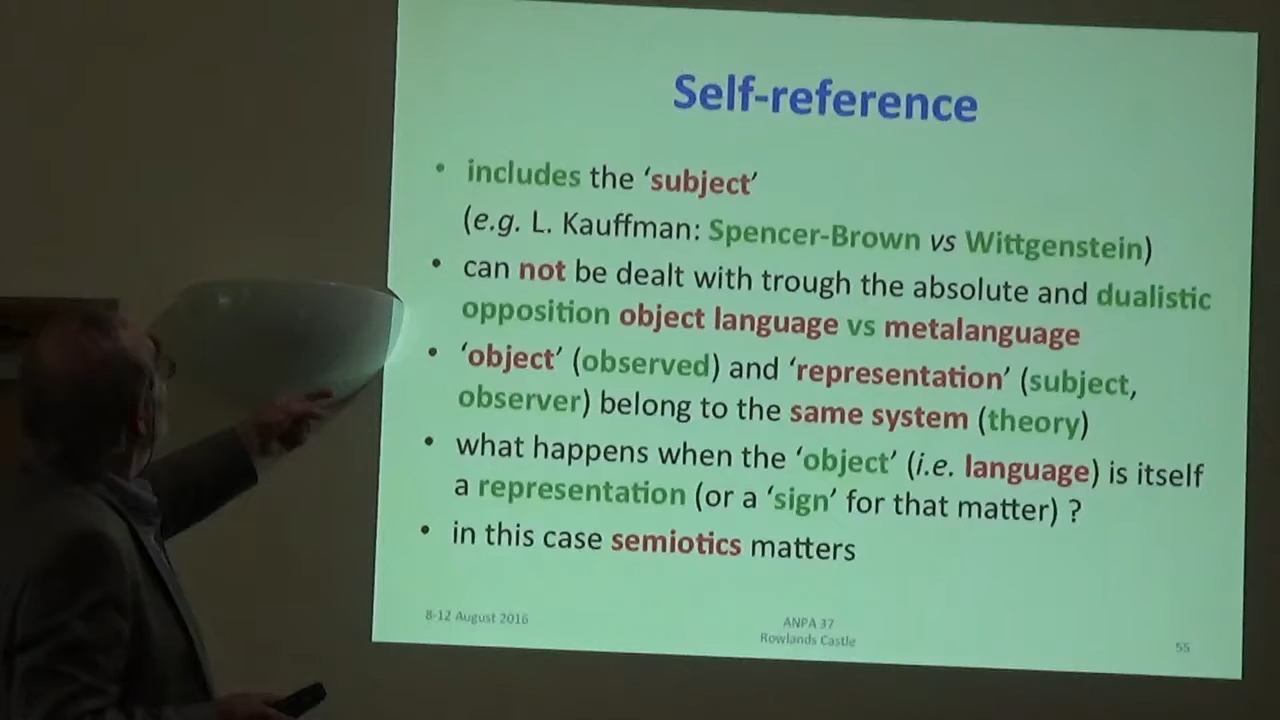 Self-reference
• includes the ‘subject’
(e.g. L. Kauffman: Spencer-Brown vs Wittgenstein)
• can not be dealt with trough the absolute and dualistic
opposition object language vs metalanguage
• ‘object’ (observed) and ‘representation’ (subject,
observer) belong to the same system (theory)
• what happens when the ‘object’ (i.e. language) is itself
a representation (or a ‘sign’ for that matter) ?
• in this case semiotics matters
8-12 August 2016
ANPA 37
Rowlands Castle
55